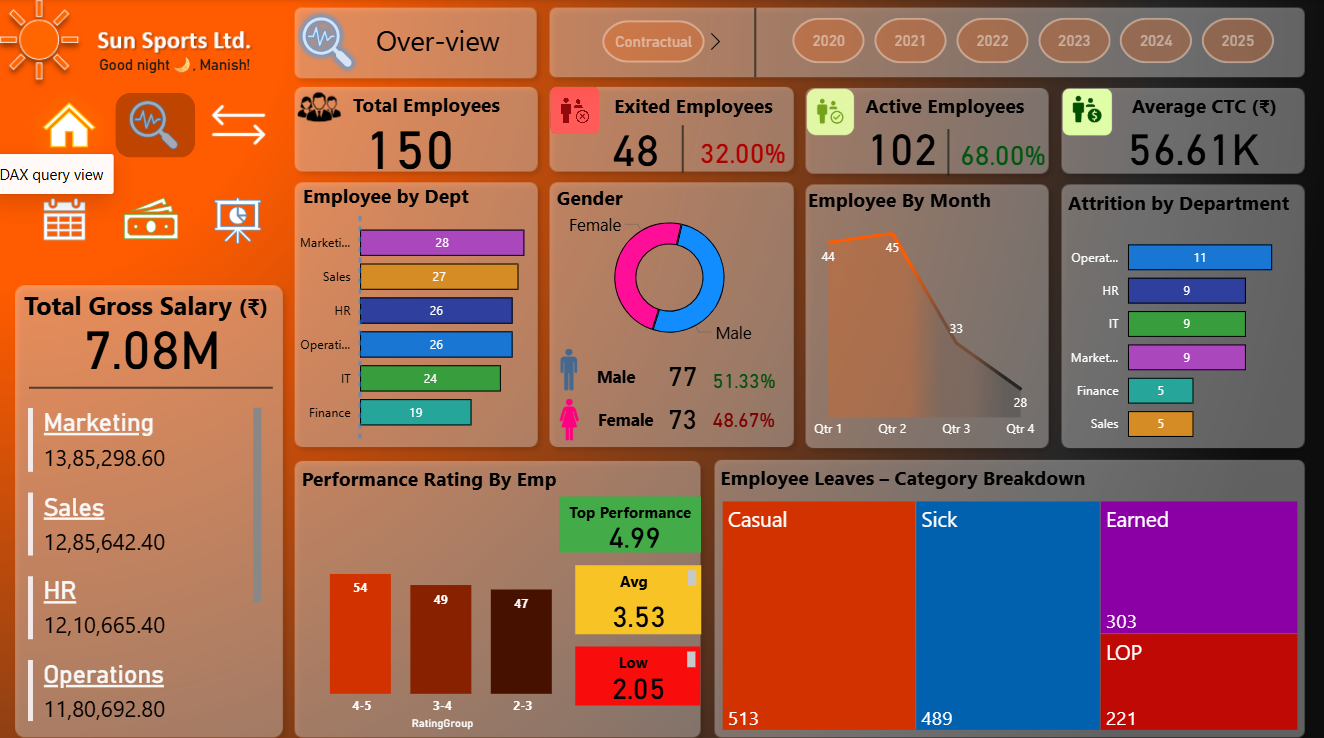 Sun Sports Ltd.
Good night 🌙, Manish!
DAX query view
Over-view
Contractual
2020
2021
2022
2023
2024
2025
Total Employees
150
Exited Employees
48
32.00%
Active Employees
102
68.00%
Average CTC (₹)
56.61K
Total Gross Salary (₹)
7.08M
Marketing
13,85,298.60
Sales
12,85,642.40
HR
12,10,665.40
Operations
11,80,692.80
Employee by Dept
Marketi... 28
Sales 27
HR 26
Operati... 26
IT 24
Finance 19
Gender
Female
Male
Male 77 51.33%
Female 73 48.67%
Employee By Month
44
45
33
28
Qtr 1 Qtr 2 Qtr 3 Qtr 4
Attrition by Department
Operat... 11
HR 9
IT 9
Market... 9
Finance 5
Sales 5
Performance Rating By Emp
54
49
47
4-5 3-4 2-3
RatingGroup
Top Performance
4.99
Avg
3.53
Low
2.05
Employee Leaves – Category Breakdown
Casual
513
Sick
489
Earned
303
LOP
221